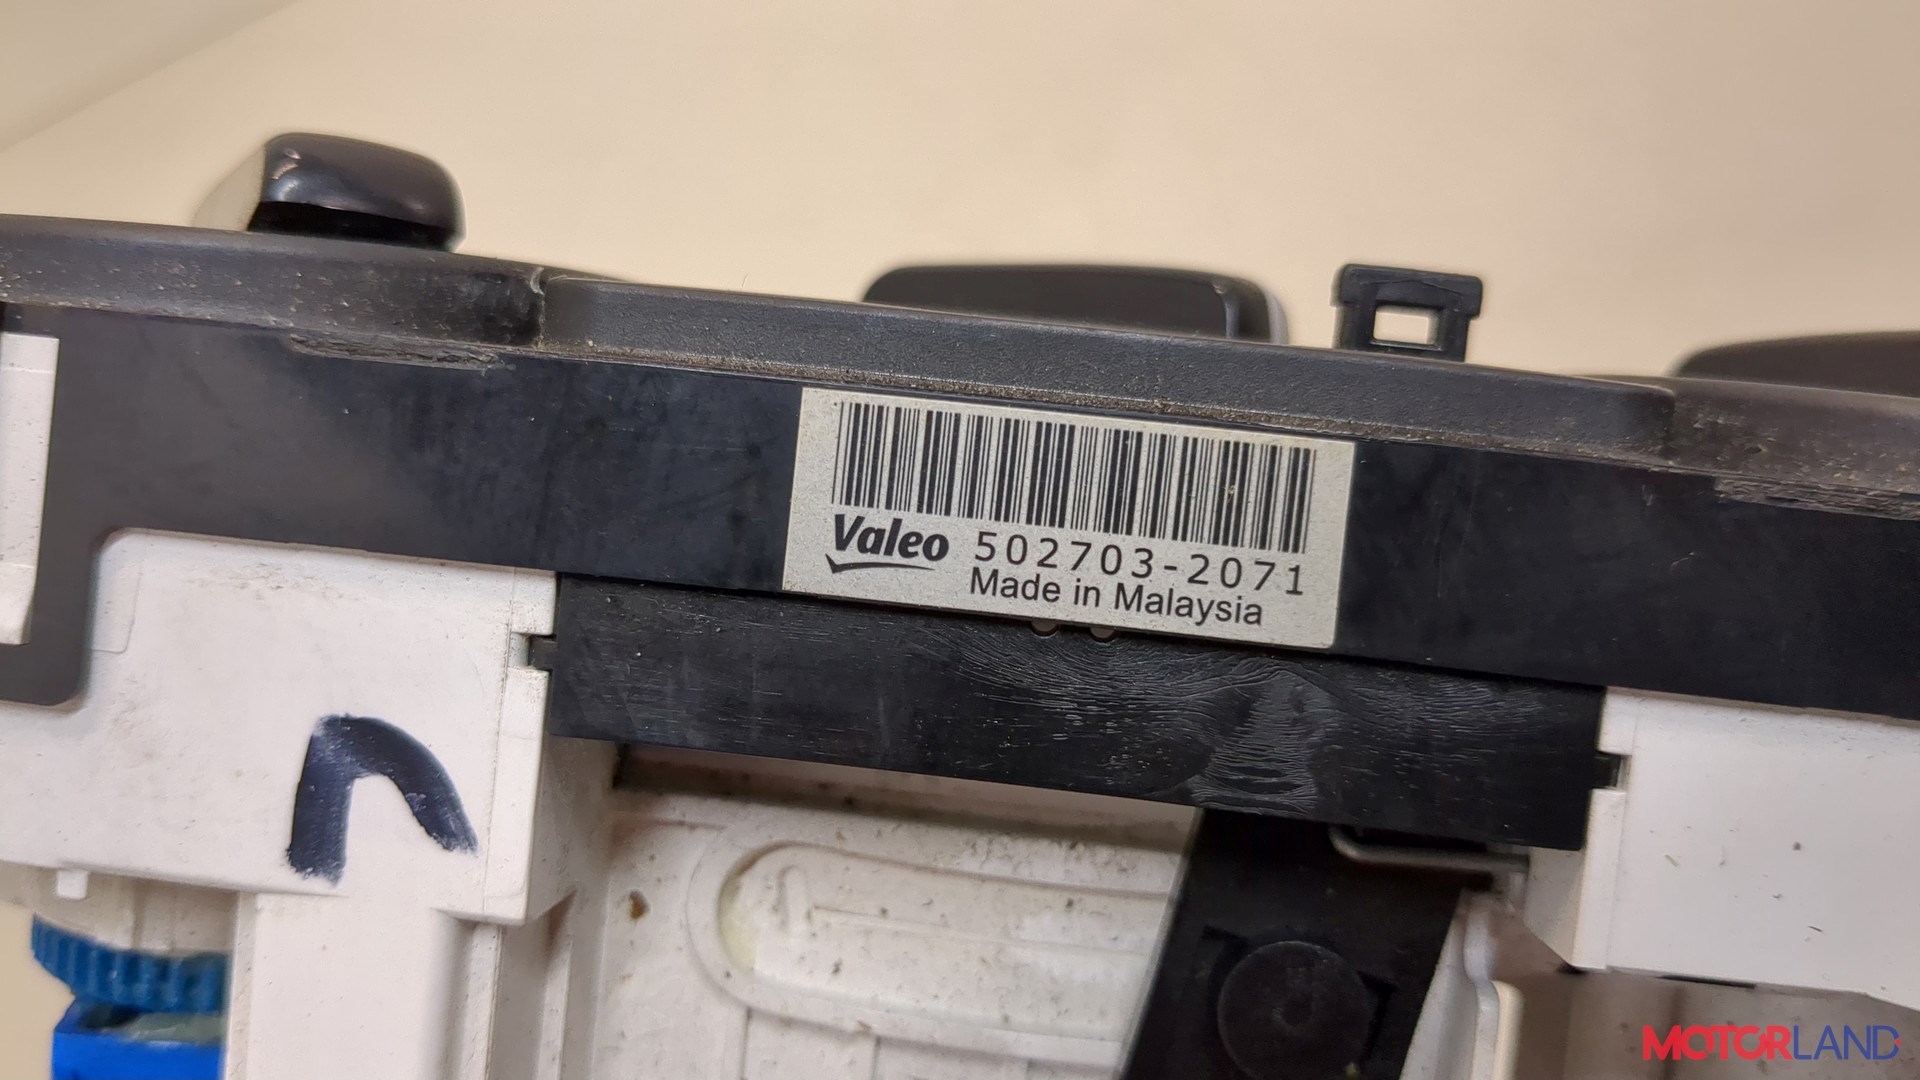 Valeo 502703-2071
Made in Malaysia
MOTORLAND